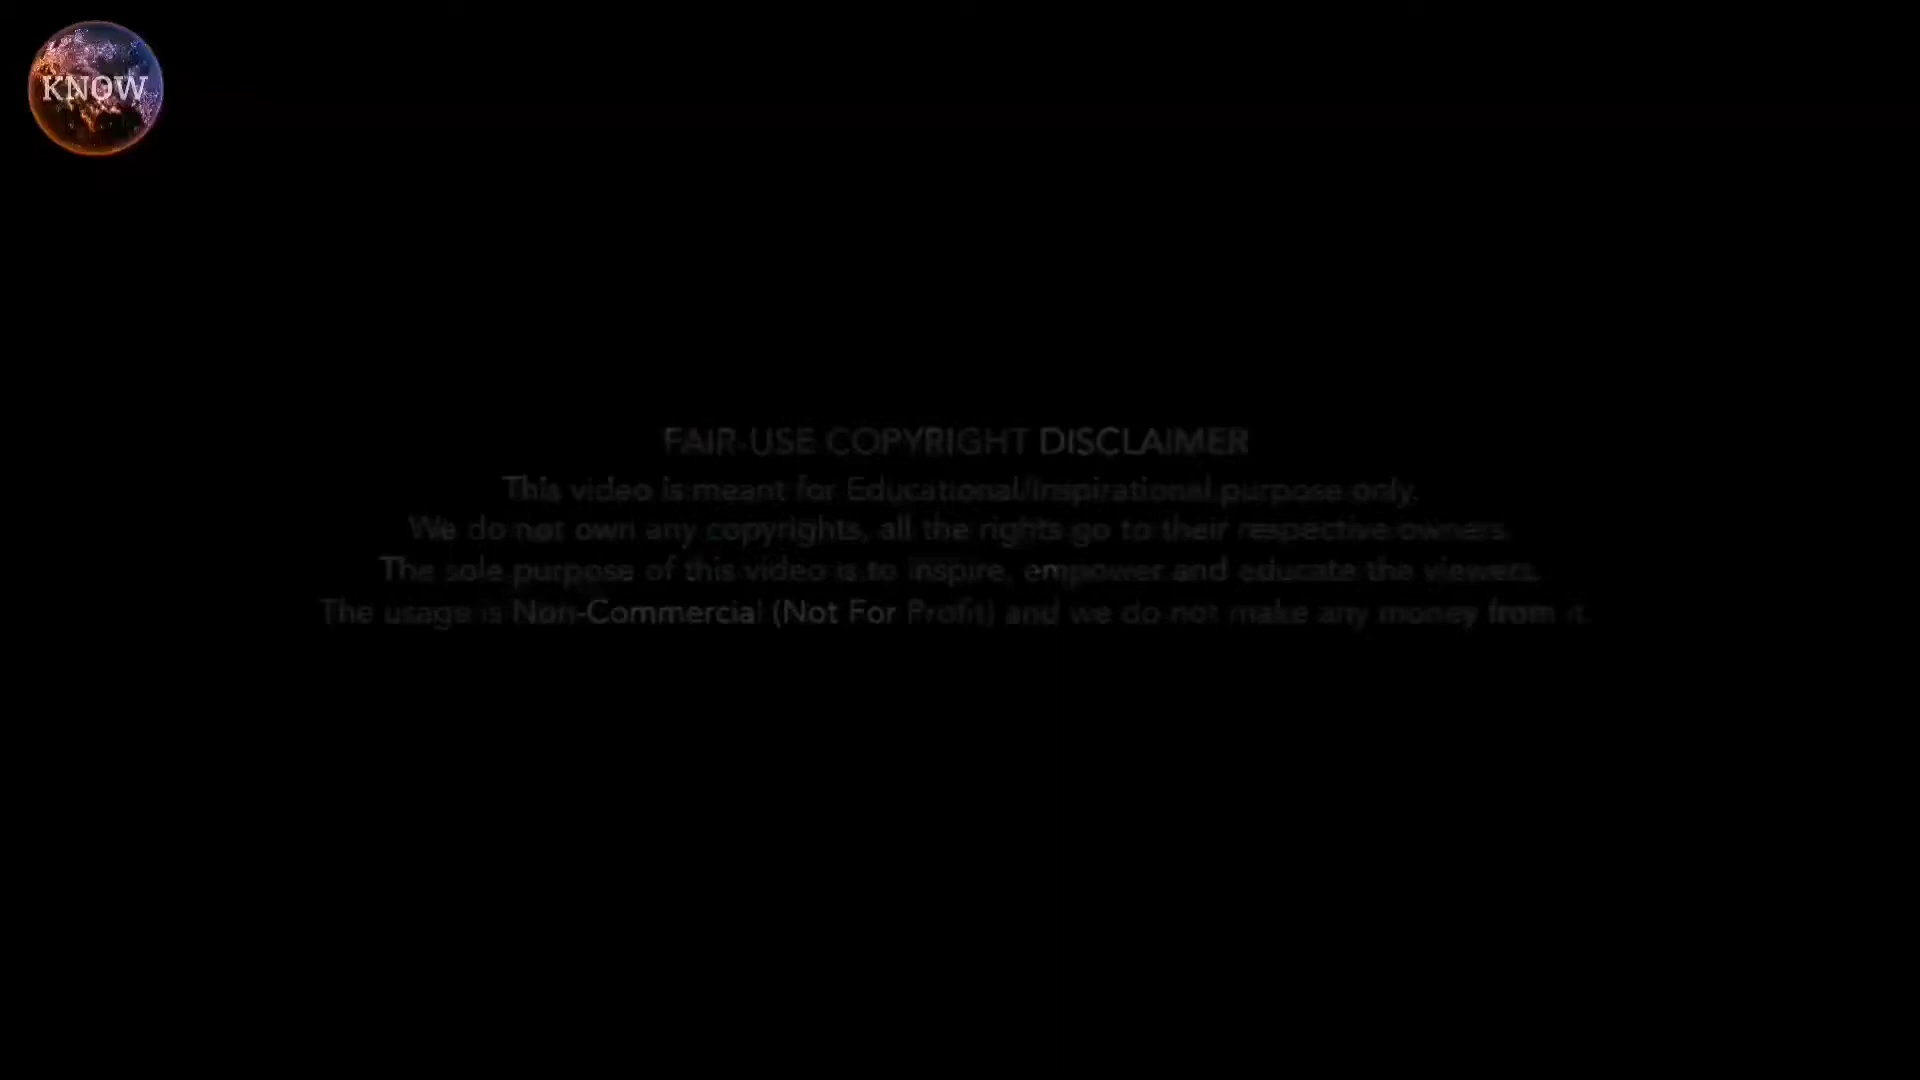 KNOW
FAIR-USE COPYRIGHT DISCLAIMER
This video is meant for Educational/Inspirational purpose only.
We do not own any copyrights, all the rights go to their respective owners.
The sole purpose of this video is to inspire, empower and educate the viewers.
The usage is Non-Commercial (Not For Profit) and we do not make any money from it.